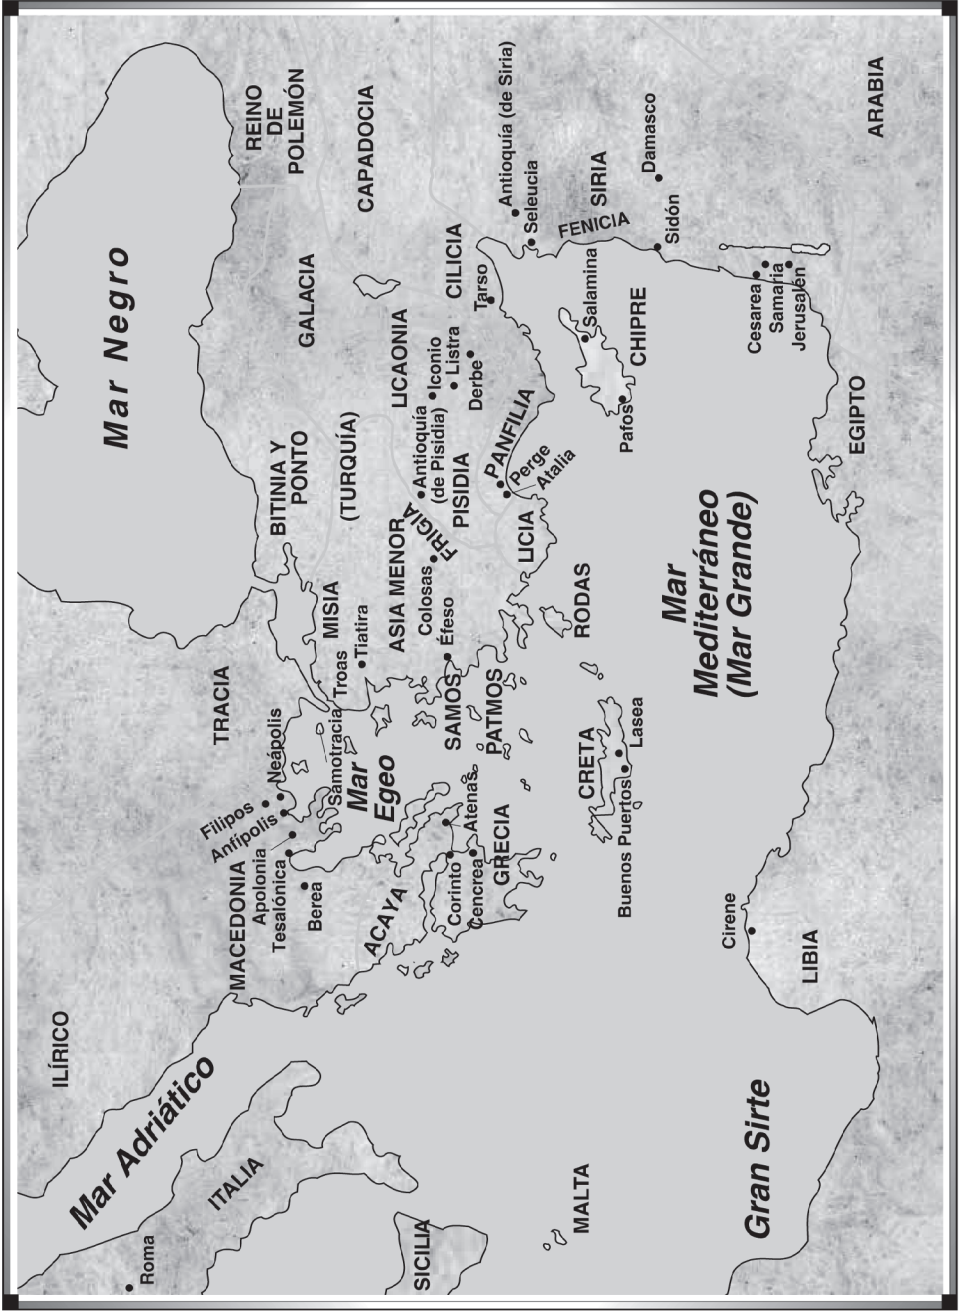 ILÍRICO
Mar Adriático
ITALIA
Roma
SICILIA
MALTA
Gran Sirte
LIBIA
Cirene
MACEDONIA
Apolonia
Tesalónica
Berea
Filipos
Anfípolis
Neápolis
TRACIA
Samotracia
Mar
Egeo
ACAYA
Corinto
Cencrea
Atenas
GRECIA
CRETA
Buenos Puertos
Lasea
SAMOS
PATMOS
RODAS
Mar Negro
BITINIA Y
PONTO
(TURQUÍA)
MISIA
Troas
Tiatira
ASIA MENOR
Colosas
Éfeso
FRIGIA
Antioquía
(de Pisidia)
PISIDIA
LICIA
PANFILIA
Perge
Atalia
LICAONIA
Iconio
Listra
Derbe
GALACIA
REINO
DE
POLEMÓN
CAPADOCIA
CILICIA
Tarso
Antioquía (de Siria)
Seleucia
SIRIA
FENICIA
Damasco
Sidón
Salamina
CHIPRE
Pafos
Cesarea
Samaria
Jerusalén
ARABIA
EGIPTO
Mar
Mediterráneo
(Mar Grande)